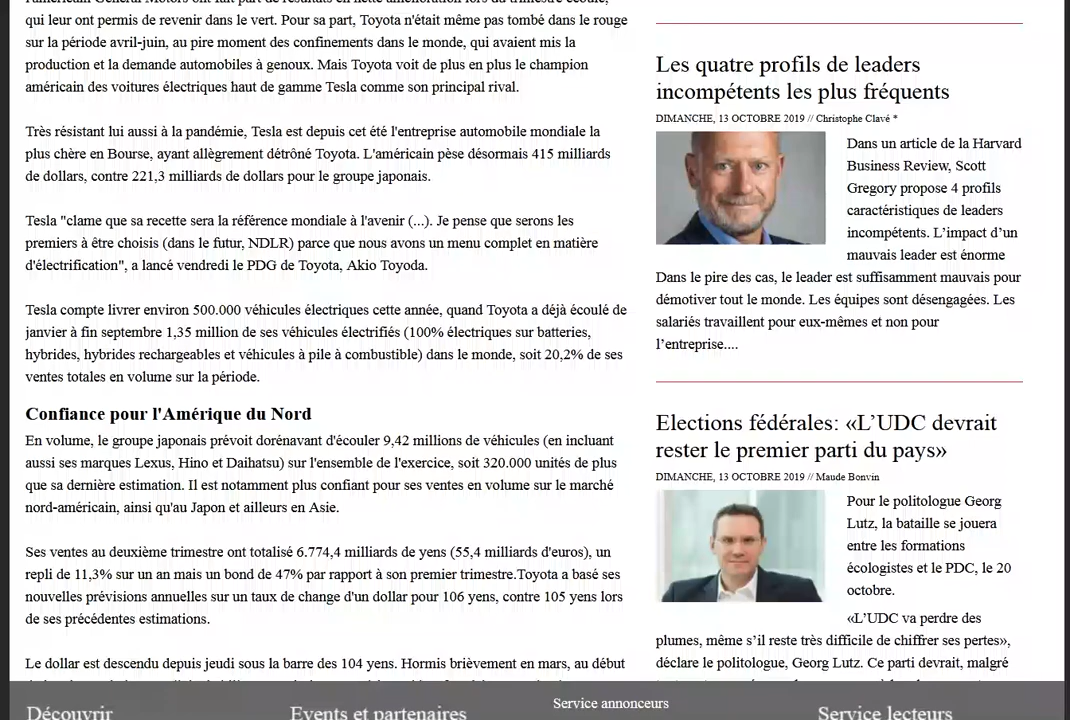 qui leur ont permis de revenir dans le vert. Pour sa part, Toyota n'était même pas tombé dans le rouge
sur la période avril-juin, au pire moment des confinements dans le monde, qui avaient mis la
production et la demande automobiles à genoux. Mais Toyota voit de plus en plus le champion
américain des voitures électriques haut de gamme Tesla comme son principal rival.
Très résistant lui aussi à la pandémie, Tesla est depuis cet été l'entreprise automobile mondiale la
plus chère en Bourse, ayant allègrement détrôné Toyota. L'américain pèse désormais 415 milliards
de dollars, contre 221,3 milliards de dollars pour le groupe japonais.
Tesla "clame que sa recette sera la référence mondiale à l'avenir (...). Je pense que serons les
premiers à être choisis (dans le futur, NDLR) parce que nous avons un menu complet en matière
d'électrification", a lancé vendredi le PDG de Toyota, Akio Toyoda.
Tesla compte livrer environ 500.000 véhicules électriques cette année, quand Toyota a déjà écoulé de
janvier à fin septembre 1,35 million de ses véhicules électrifiés (100% électriques sur batteries,
hybrides, hybrides rechargeables et véhicules à pile à combustible) dans le monde, soit 20,2% de ses
ventes totales en volume sur la période.
Confiance pour l'Amérique du Nord
En volume, le groupe japonais prévoit dorénavant d'écouler 9,42 millions de véhicules (en incluant
aussi ses marques Lexus, Hino et Daihatsu) sur l'ensemble de l'exercice, soit 320.000 unités de plus
que sa dernière estimation. Il est notamment plus confiant pour ses ventes en volume sur le marché
nord-américain, ainsi qu'au Japon et ailleurs en Asie.
Ses ventes au deuxième trimestre ont totalisé 6.774,4 milliards de yens (55,4 milliards d'euros), un
repli de 11,3% sur un an mais un bond de 47% par rapport à son premier trimestre.Toyota a basé ses
nouvelles prévisions annuelles sur un taux de change d'un dollar pour 106 yens, contre 105 yens lors
de ses précédentes estimations.
Le dollar est descendu depuis jeudi sous la barre des 104 yens. Hormis brièvement en mars, au début
Les quatre profils de leaders
incompétents les plus fréquents
DIMANCHE, 13 OCTOBRE 2019 // Christophe Clavé *
Dans un article de la Harvard
Business Review, Scott
Gregory propose 4 profils
caractéristiques de leaders
incompétents. L’impact d’un
mauvais leader est énorme
Dans le pire des cas, le leader est suffisamment mauvais pour
démotiver tout le monde. Les équipes sont désengagées. Les
salariés travaillent pour eux-mêmes et non pour
l’entreprise....
Elections fédérales: «L’UDC devrait
rester le premier parti du pays»
DIMANCHE, 13 OCTOBRE 2019 // Maude Bonvin
Pour le politologue Georg
Lutz, la bataille se jouera
entre les formations
écologistes et le PDC, le 20
octobre.
«L’UDC va perdre des
plumes, même s’il reste très difficile de chiffrer ses pertes»,
déclare le politologue, Georg Lutz. Ce parti devrait, malgré
Découvrir
Events et partenaires
Service annonceurs
Service lecteurs